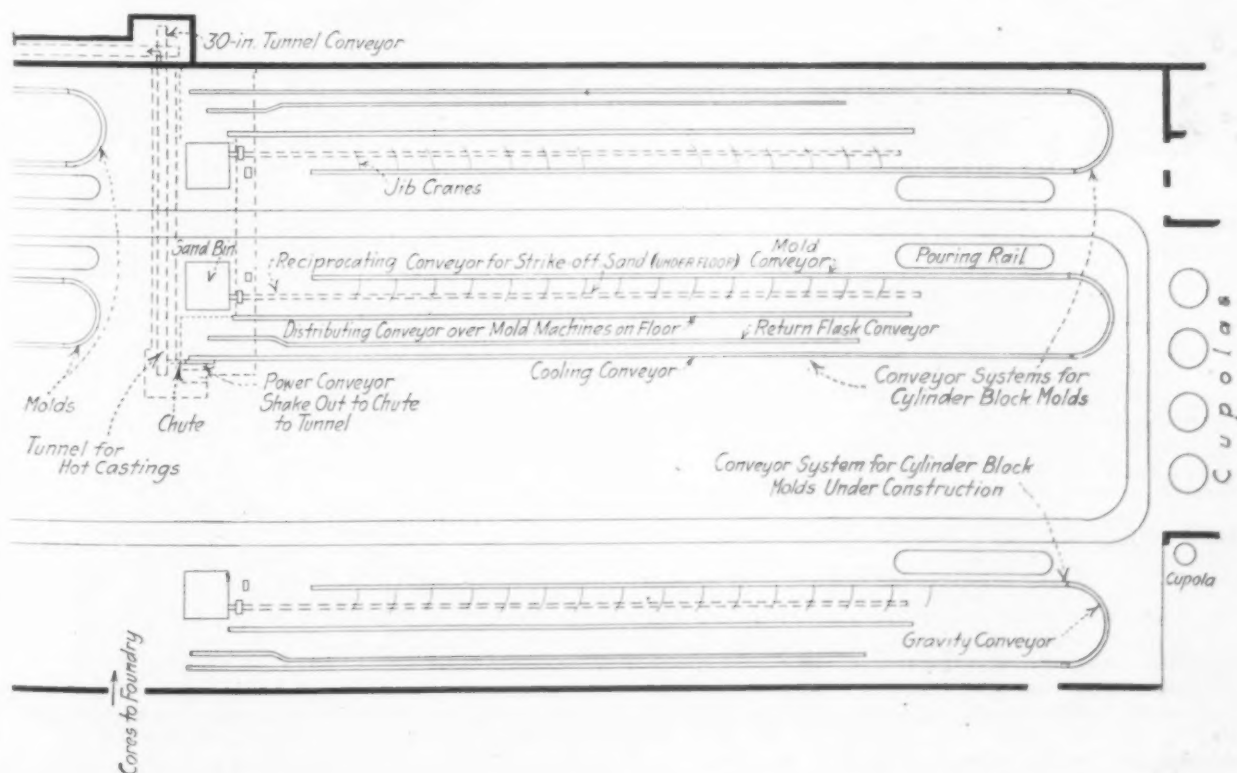 30-in. Tunnel Conveyor
Jib Cranes
Sand Bin
Reciprocating Conveyor for Strike-off Sand (UNDER FLOOR)
Mold
Conveyor
Pouring Rail
Distributing Conveyor over Mold Machines on Floor
Return Flask Conveyor
Cooling Conveyor
Power Conveyor
Shake Out to Chute
to Tunnel
Conveyor Systems for
Cylinder Block Molds
Molds
Chute
Tunnel for
Hot Castings
Cupolas
Conveyor System for Cylinder Block
Molds Under Construction
Cupola
Gravity Conveyor
Cores to Foundry